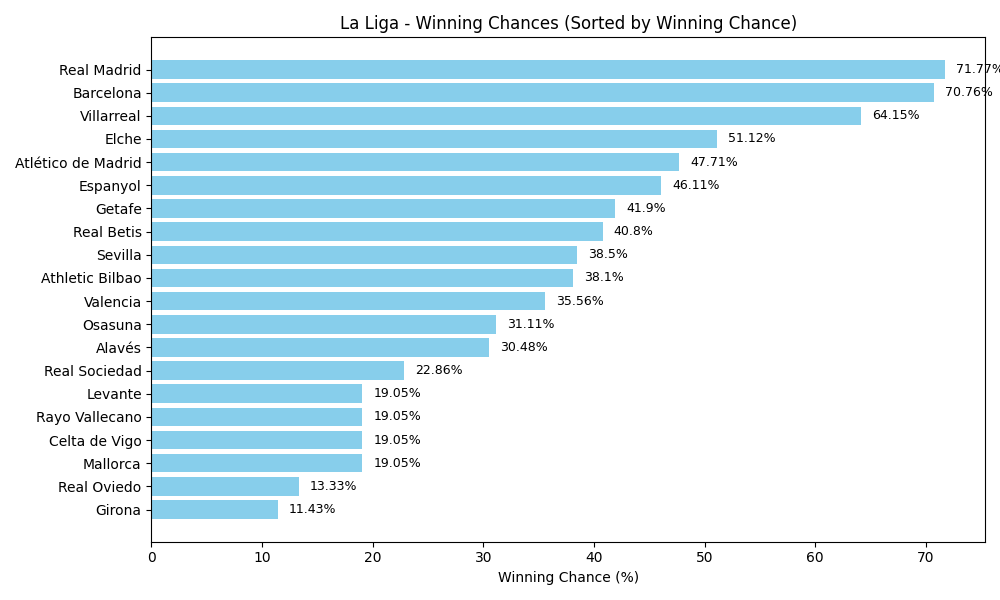 La Liga - Winning Chances (Sorted by Winning Chance)
Real Madrid 71.77%
Barcelona 70.76%
Villarreal 64.15%
Elche 51.12%
Atlético de Madrid 47.71%
Espanyol 46.11%
Getafe 41.9%
Real Betis 40.8%
Sevilla 38.5%
Athletic Bilbao 38.1%
Valencia 35.56%
Osasuna 31.11%
Alavés 30.48%
Real Sociedad 22.86%
Levante 19.05%
Rayo Vallecano 19.05%
Celta de Vigo 19.05%
Mallorca 19.05%
Real Oviedo 13.33%
Girona 11.43%
0 10 20 30 40 50 60 70
Winning Chance (%)